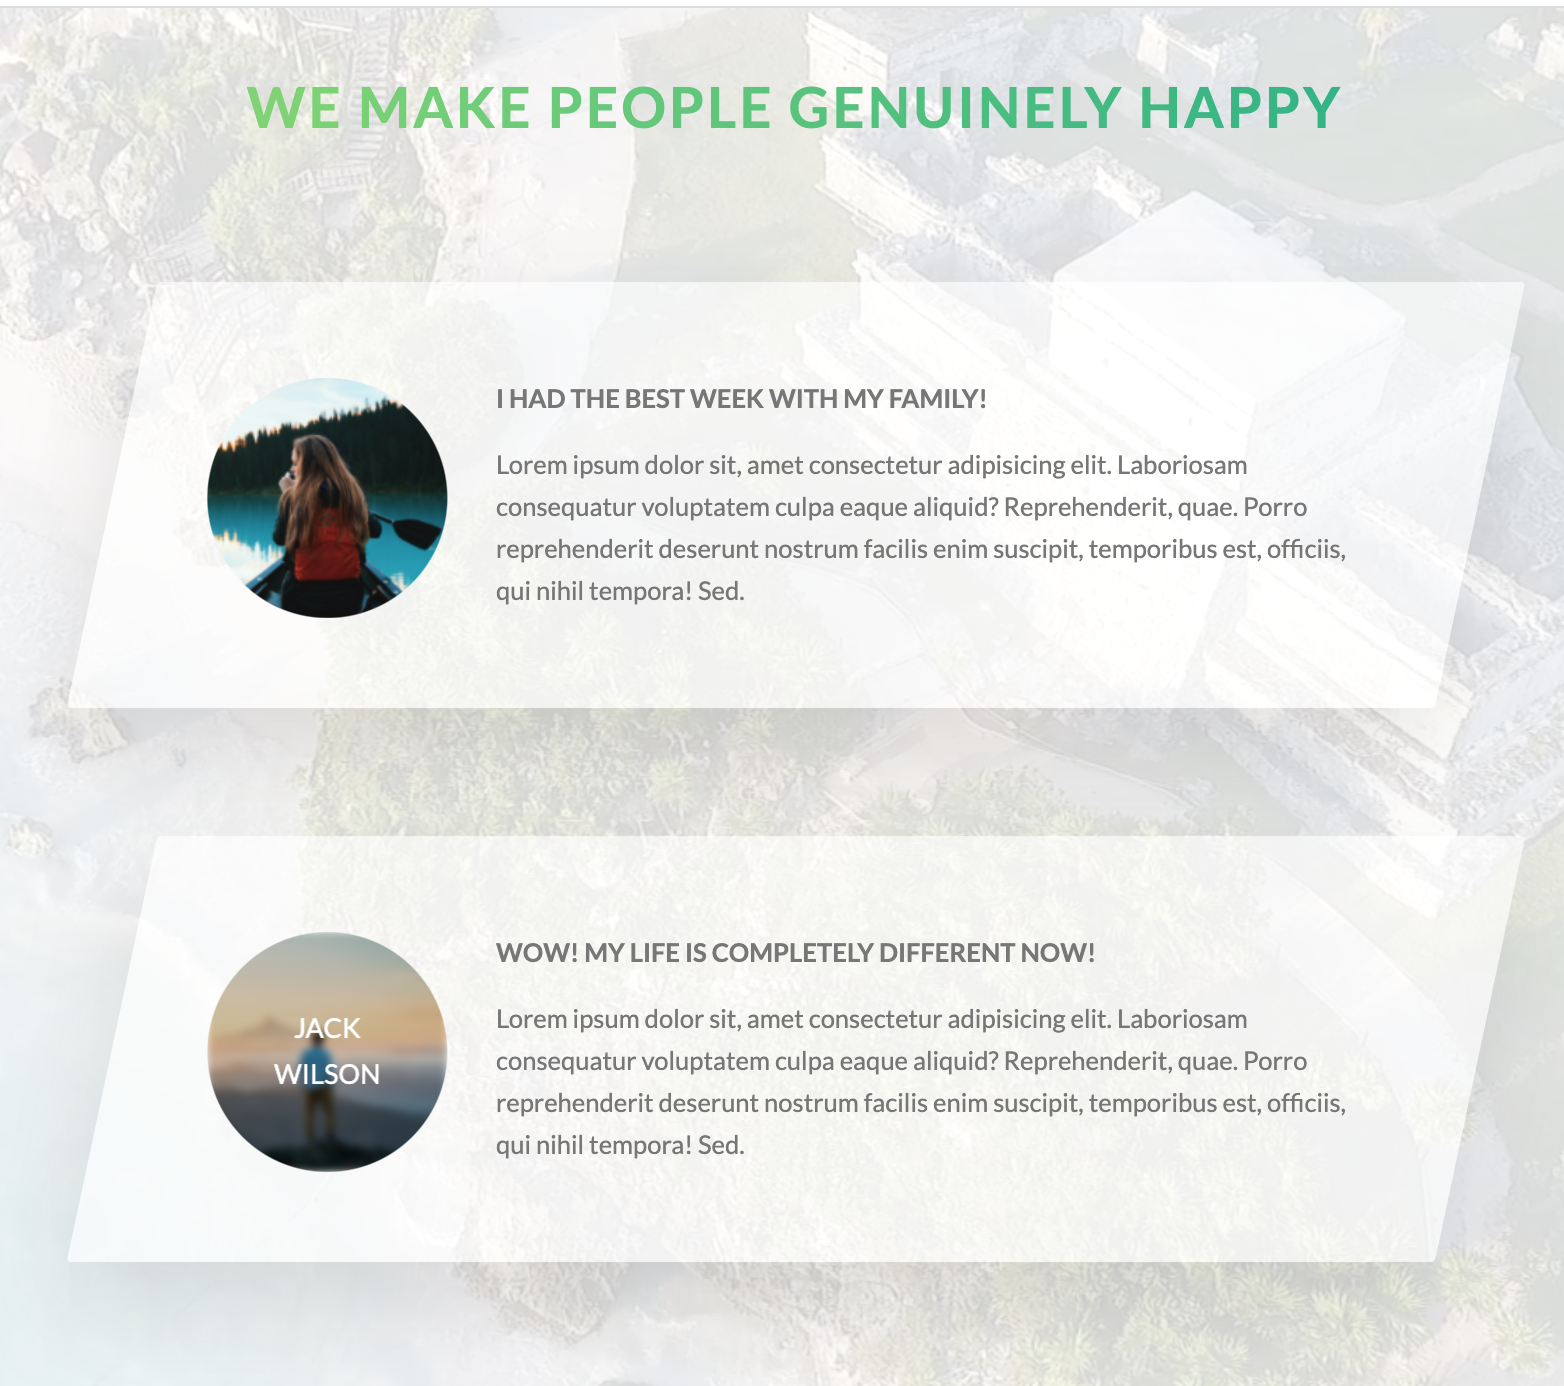 WE MAKE PEOPLE GENUINELY HAPPY
I HAD THE BEST WEEK WITH MY FAMILY!
Lorem ipsum dolor sit, amet consectetur adipisicing elit. Laboriosam
consequatur voluptatem culpa eaque aliquid? Reprehenderit, quae. Porro
reprehenderit deserunt nostrum facilis enim suscipit, temporibus est, officiis,
qui nihil tempora! Sed.
JACK
WILSON
WOW! MY LIFE IS COMPLETELY DIFFERENT NOW!
Lorem ipsum dolor sit, amet consectetur adipisicing elit. Laboriosam
consequatur voluptatem culpa eaque aliquid? Reprehenderit, quae. Porro
reprehenderit deserunt nostrum facilis enim suscipit, temporibus est, officiis,
qui nihil tempora! Sed.